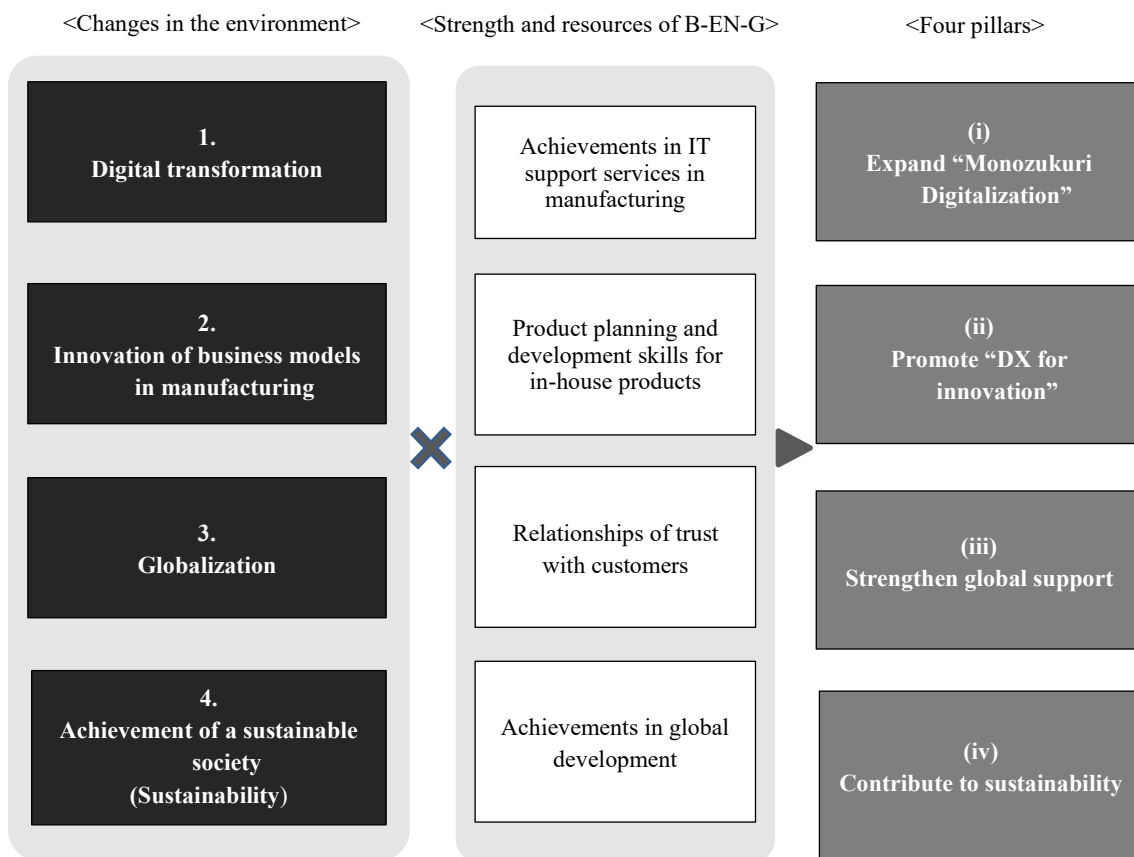 <Changes in the environment>
<Strength and resources of B-EN-G>
<Four pillars>
1.
Digital transformation
2.
Innovation of business models
in manufacturing
3.
Globalization
4.
Achievement of a sustainable
society
(Sustainability)
Achievements in IT
support services in
manufacturing
Product planning and
development skills for
in-house products
Relationships of trust
with customers
Achievements in global
development
(i)
Expand “Monozukuri
Digitalization”
(ii)
Promote “DX for
innovation”
(iii)
Strengthen global support
(iv)
Contribute to sustainability